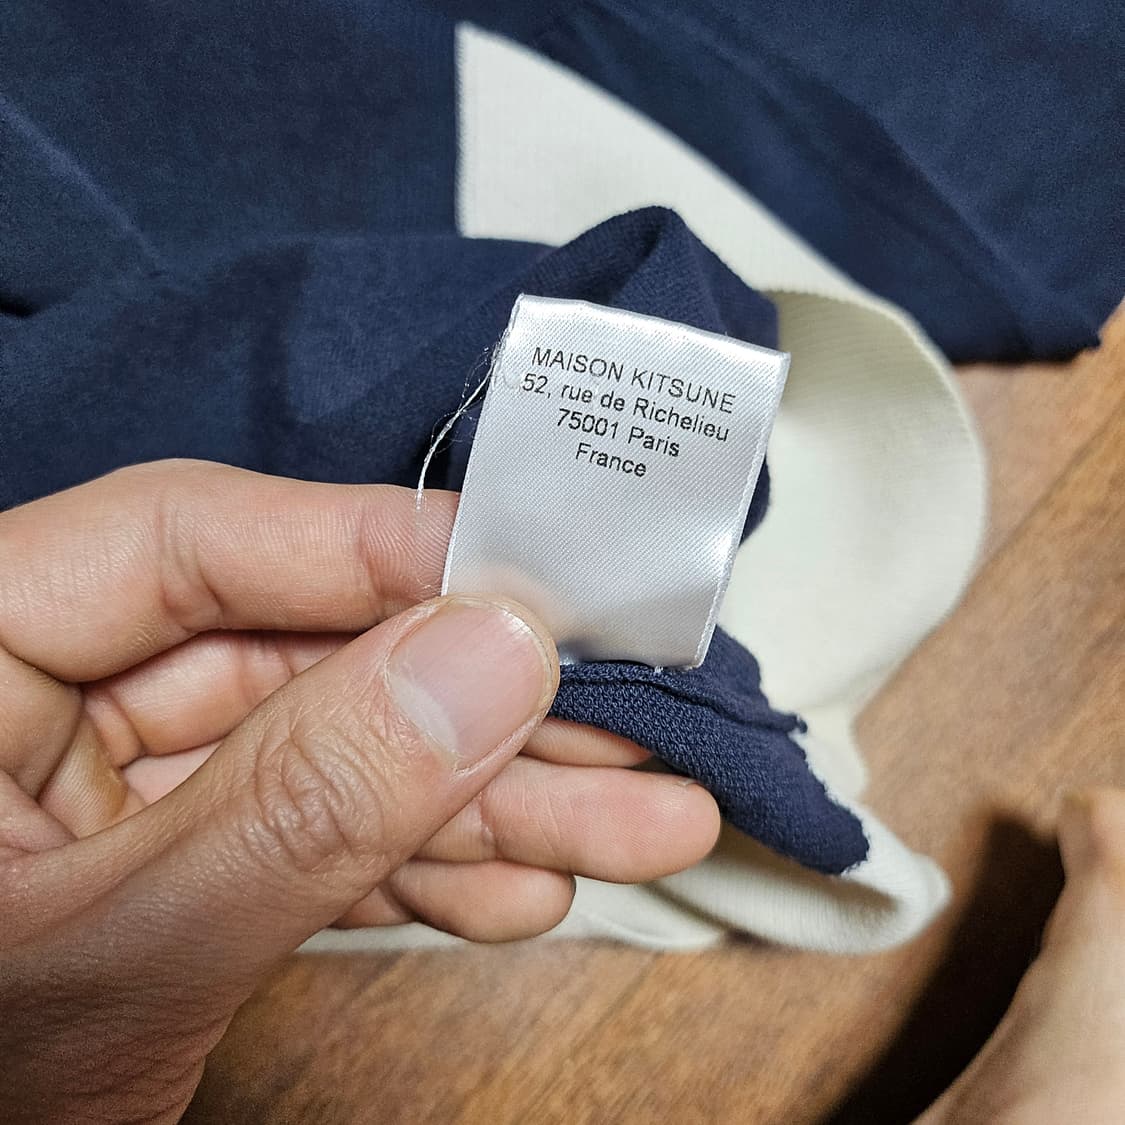 MAISON KITSUNE
52, rue de Richelieu
75001 Paris
France